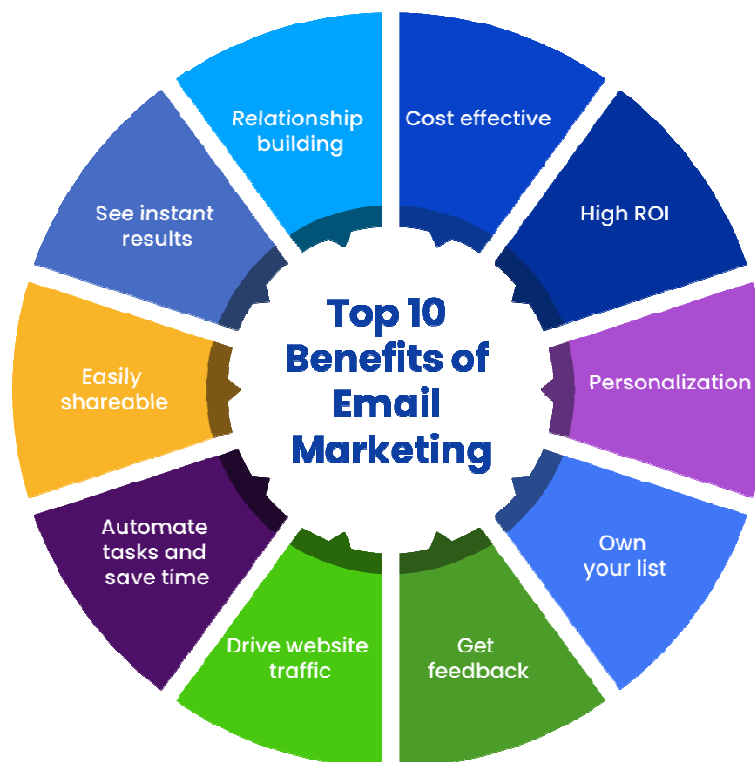 Top 10
Benefits of
Email
Marketing
Cost effective
High ROI
Personalization
Own
your list
Get
feedback
Drive website
traffic
Automate
tasks and
save time
Easily
shareable
See instant
results
Relationship
building